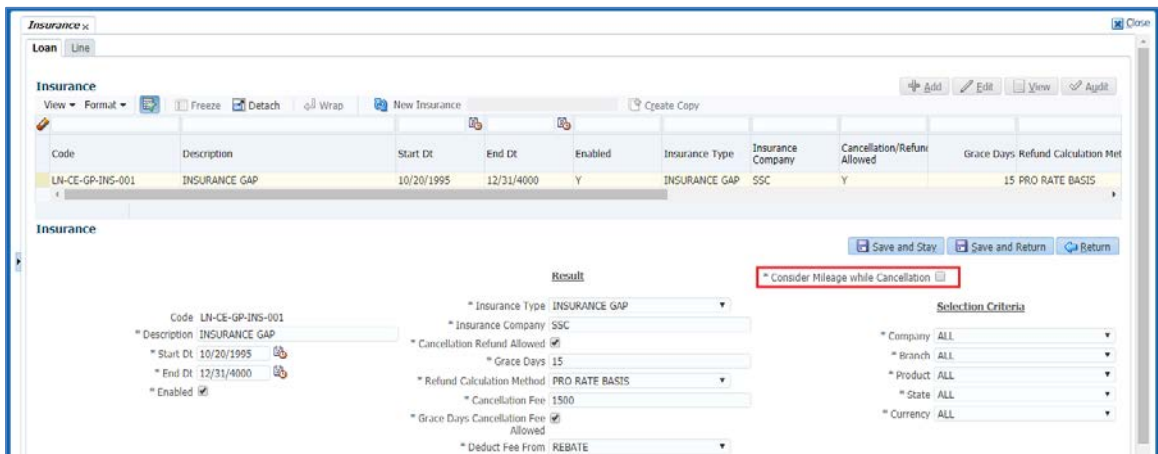 Insurance x
Close
Loan Line
Insurance
Add Edit View Audit
View Format Freeze Detach Wrap New Insurance Create Copy
Code Description Start Dt End Dt Enabled Insurance Type Insurance Company Cancellation/Refund Allowed Grace Days Refund Calculation Met
LN-CE-GP-INS-001 INSURANCE GAP 10/20/1995 12/31/4000 Y INSURANCE GAP SSC Y 15 PRO RATE BASIS
Insurance
Save and Stay Save and Return Return
Result
* Consider Mileage while Cancellation
Code LN-CE-GP-INS-001
* Description INSURANCE GAP
* Start Dt 10/20/1995
* End Dt 12/31/4000
* Enabled
* Insurance Type INSURANCE GAP
* Insurance Company SSC
* Cancellation Refund Allowed
* Grace Days 15
* Refund Calculation Method PRO RATE BASIS
* Cancellation Fee 1500
* Grace Days Cancellation Fee
Allowed
* Deduct Fee From REBATE
Selection Criteria
* Company ALL
* Branch ALL
* Product ALL
* State ALL
* Currency ALL